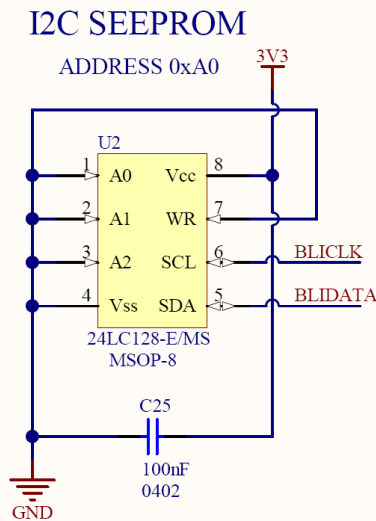 I2C SEEPROM
ADDRESS 0xA0
3V3
U2
1 A0 Vcc 8
2 A1 WR 7
3 A2 SCL 6 BLICLK
4 Vss SDA 5 BLIDATA
24LC128-E/MS
MSOP-8
C25
100nF
0402
GND